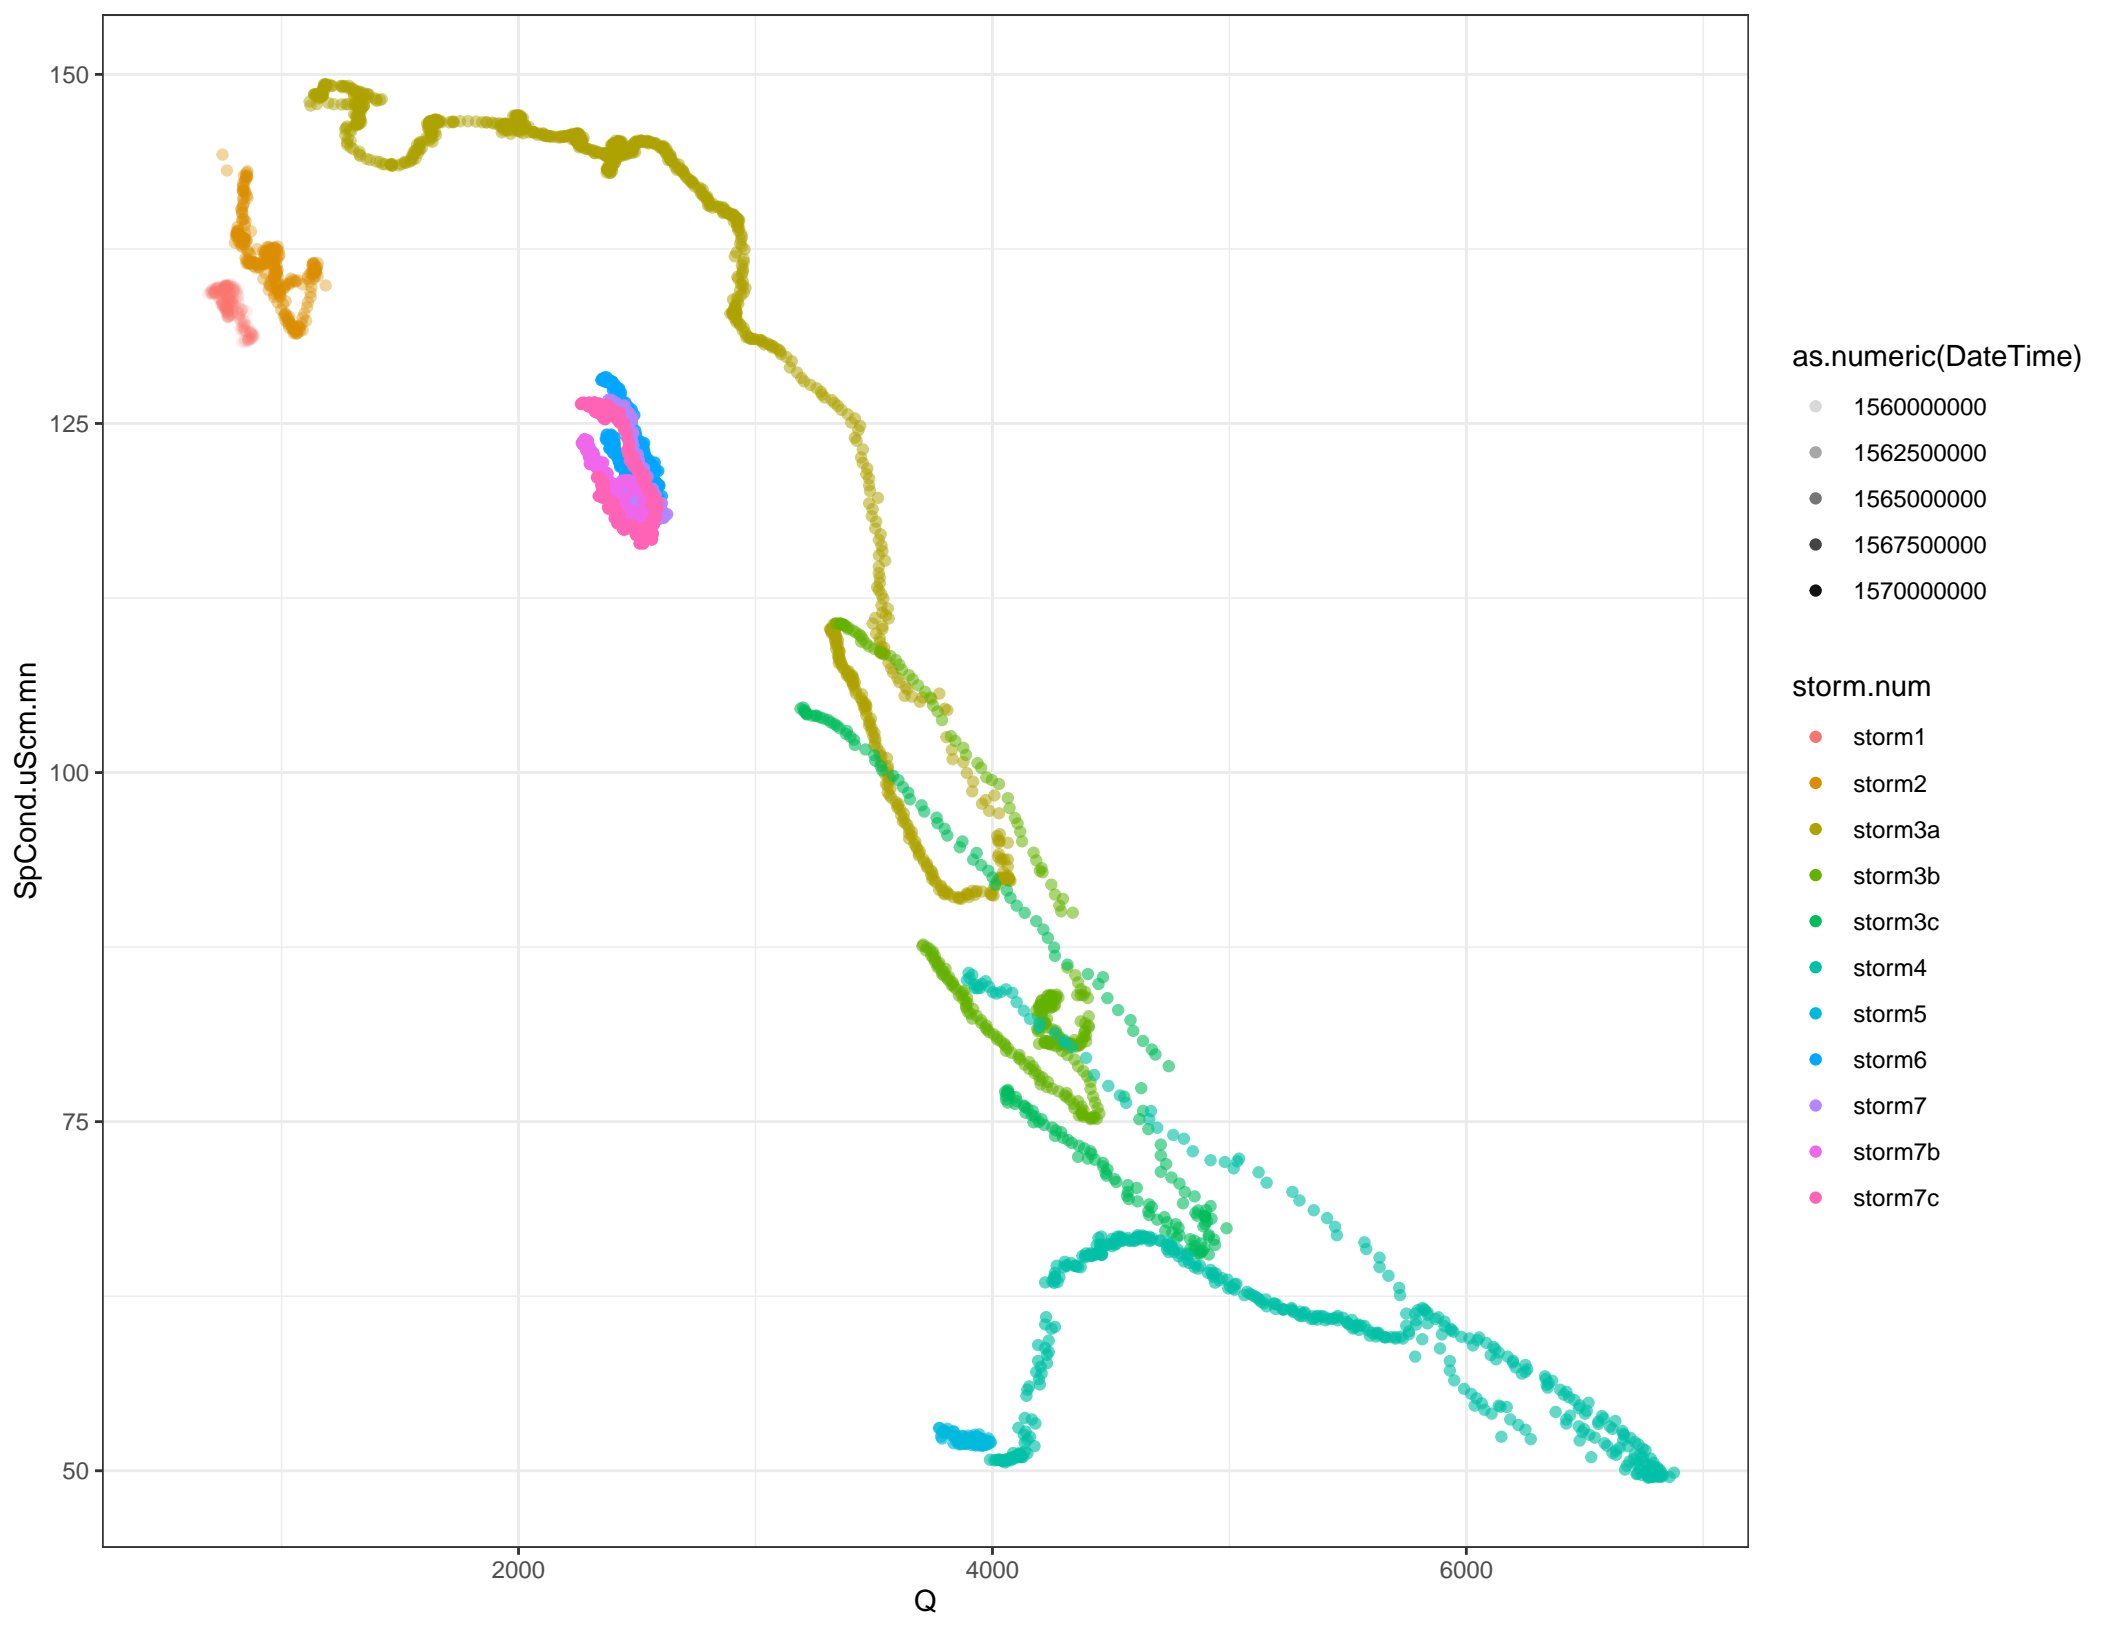 150
125
100
75
50
SpCond.uScm.mn
2000
4000
6000
Q
as.numeric(DateTime)
1560000000
1562500000
1565000000
1567500000
1570000000
storm.num
storm1
storm2
storm3a
storm3b
storm3c
storm4
storm5
storm6
storm7
storm7b
storm7c